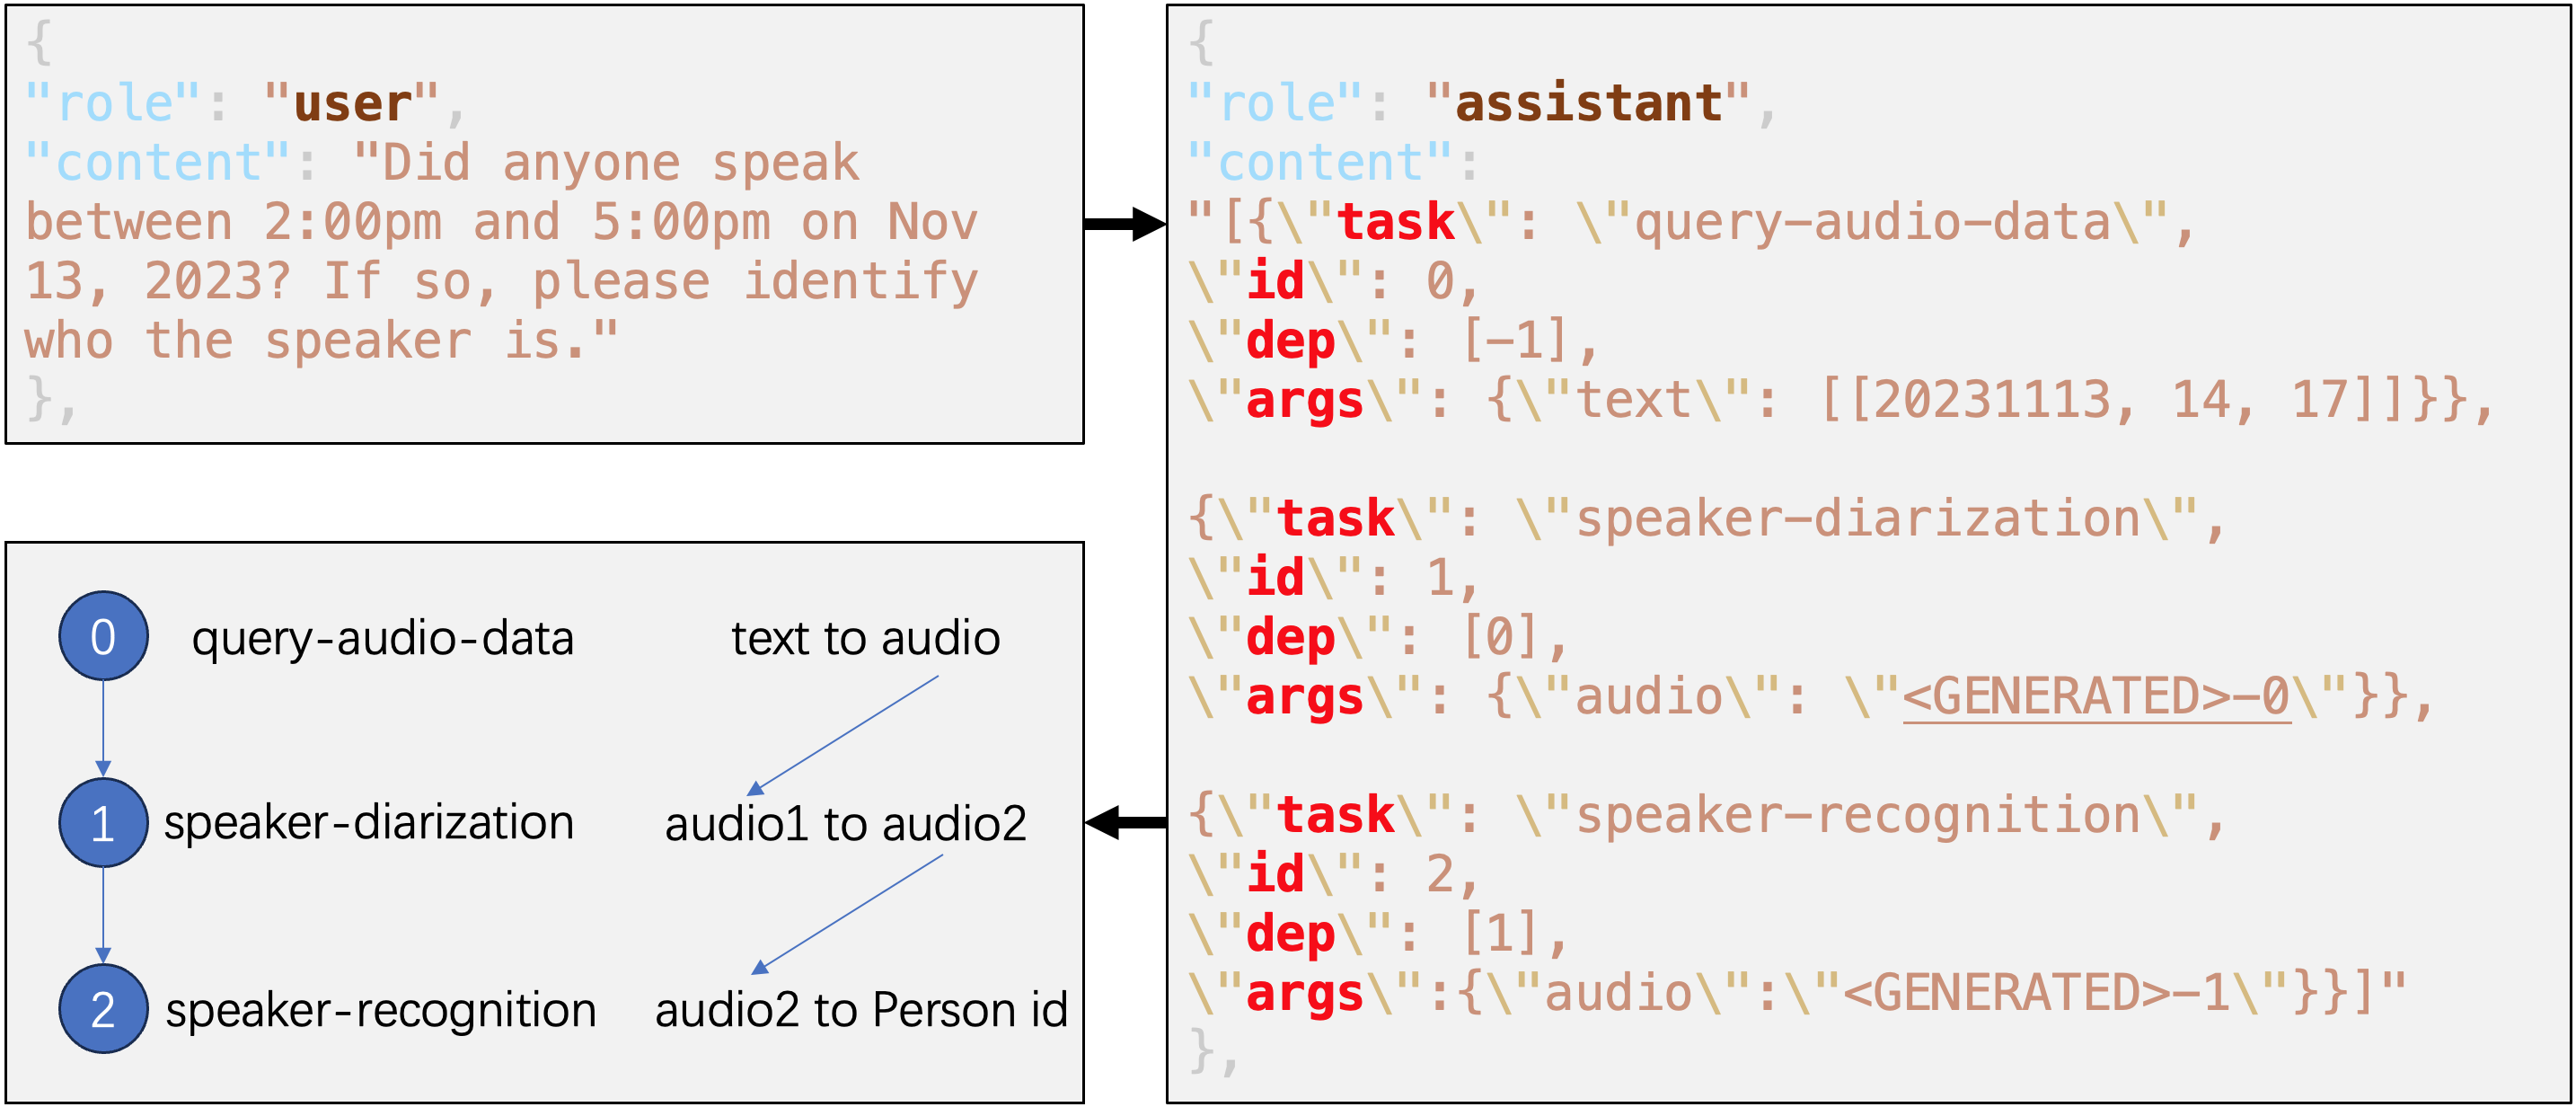 {
"role": "user",
"content": "Did anyone speak
between 2:00pm and 5:00pm on Nov
13, 2023? If so, please identify
who the speaker is."
},
{
"role": "assistant",
"content":
"[{\"task\": \"query-audio-data\",
\"id\": 0,
\"dep\": [-1],
\"args\": {\"text\": [[20231113, 14, 17]]}},
{\"task\": \"speaker-diarization\",
\"id\": 1,
\"dep\": [0],
\"args\": {\"audio\": \"<GENERATED>-0\"}},
{\"task\": \"speaker-recognition\",
\"id\": 2,
\"dep\": [1],
\"args\":{\"audio\":\"<GENERATED>-1\"}}]"
},
0 query-audio-data text to audio
1 speaker-diarization audio1 to audio2
2 speaker-recognition audio2 to Person id